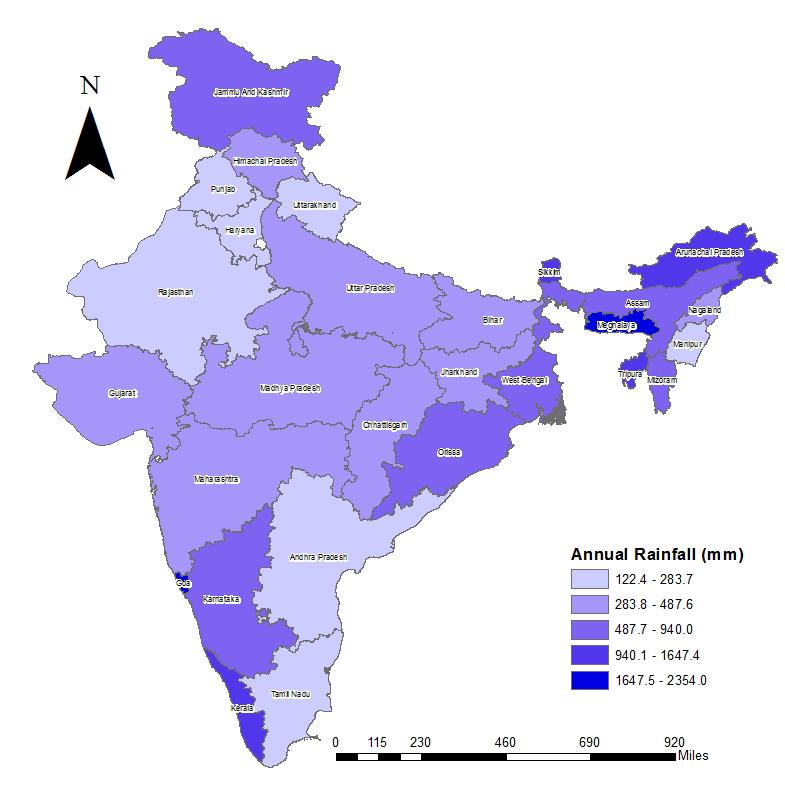 N
Jammu And Kashmir
Himachal Pradesh
Punjab
Uttarakhand
Haryana
Rajasthan
Uttar Pradesh
Bihar
Sikkim
Arunachal Pradesh
Assam
Nagaland
Meghalaya
Manipur
Tripura
Mizoram
Gujarat
Madhya Pradesh
Jharkhand
West Bengal
Chhattisgarh
Orissa
Maharashtra
Andhra Pradesh
Goa
Karnataka
Tamil Nadu
Kerala
Annual Rainfall (mm)
122.4 - 283.7
283.8 - 487.6
487.7 - 940.0
940.1 - 1647.4
1647.5 - 2354.0
0 115 230 460 690 920
Miles